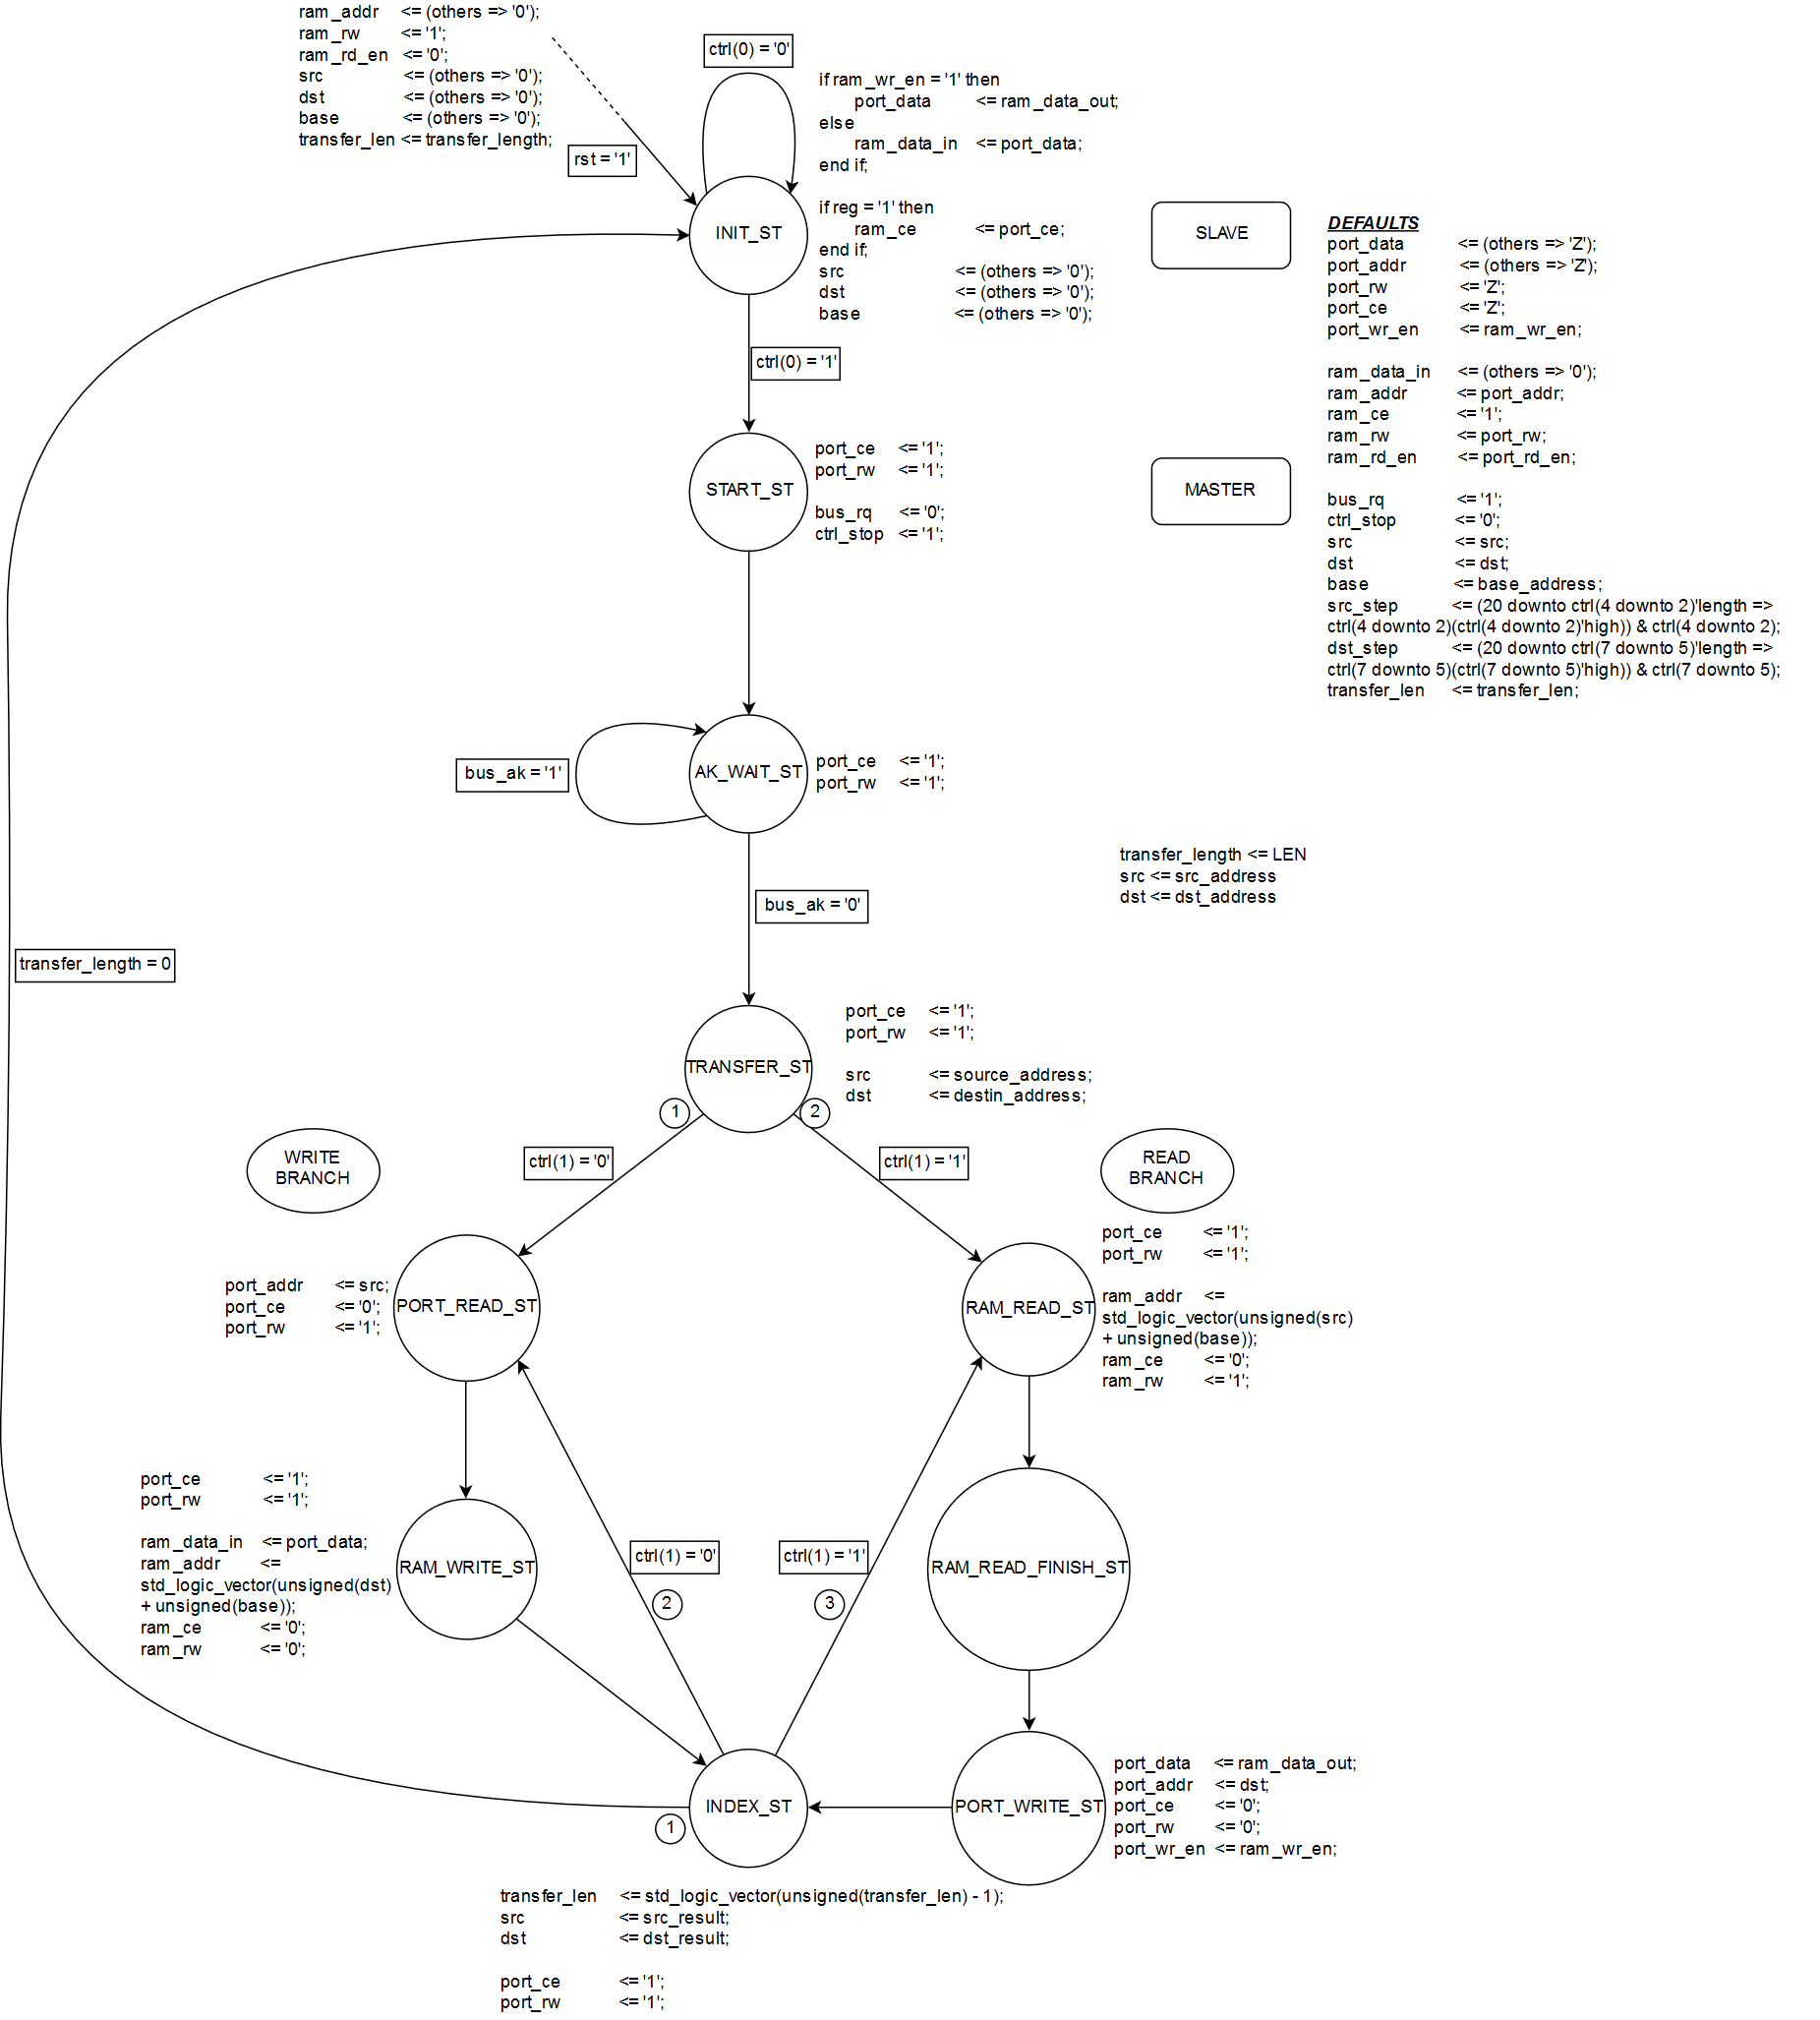 ram_addr <= (others => '0');
ram_rw <= '1';
ram_rd_en <= '0';
src <= (others => '0');
dst <= (others => '0');
base <= (others => '0');
transfer_len <= transfer_length;
rst = '1'
ctrl(0) = '0'
if ram_wr_en = '1' then
port_data <= ram_data_out;
else
ram_data_in <= port_data;
end if;
INIT_ST
if reg = '1' then
ram_ce <= port_ce;
end if;
src <= (others => '0');
dst <= (others => '0');
base <= (others => '0');
SLAVE
DEFAULTS
port_data <= (others => 'Z');
port_addr <= (others => 'Z');
port_rw <= 'Z';
port_ce <= 'Z';
port_wr_en <= ram_wr_en;
ram_data_in <= (others => '0');
ram_addr <= port_addr;
ram_ce <= '1';
ram_rw <= port_rw;
ram_rd_en <= port_rd_en;
bus_rq <= '1';
ctrl_stop <= '0';
src <= src;
dst <= dst;
base <= base_address;
src_step <= (20 downto ctrl(4 downto 2)'length =>
ctrl(4 downto 2)(ctrl(4 downto 2)'high)) & ctrl(4 downto 2);
dst_step <= (20 downto ctrl(7 downto 5)'length =>
ctrl(7 downto 5)(ctrl(7 downto 5)'high)) & ctrl(7 downto 5);
transfer_len <= transfer_len;
ctrl(0) = '1'
START_ST
port_ce <= '1';
port_rw <= '1';
bus_rq <= '0';
ctrl_stop <= '1';
MASTER
bus_ak = '1'
AK_WAIT_ST
port_ce <= '1';
port_rw <= '1';
transfer_length <= LEN
src <= src_address
dst <= dst_address
bus_ak = '0'
transfer_length = 0
TRANSFER_ST
port_ce <= '1';
port_rw <= '1';
src <= source_address;
dst <= destin_address;
1
2
WRITE
BRANCH
ctrl(1) = '0'
ctrl(1) = '1'
READ
BRANCH
port_addr <= src;
port_ce <= '0';
port_rw <= '1';
PORT_READ_ST
RAM_READ_ST
port_ce <= '1';
port_rw <= '1';
ram_addr <=
std_logic_vector(unsigned(src)
+ unsigned(base));
ram_ce <= '0';
ram_rw <= '1';
port_ce <= '1';
port_rw <= '1';
ram_data_in <= port_data;
ram_addr <=
std_logic_vector(unsigned(dst)
+ unsigned(base));
ram_ce <= '0';
ram_rw <= '0';
RAM_WRITE_ST
ctrl(1) = '0'
2
ctrl(1) = '1'
3
RAM_READ_FINISH_ST
INDEX_ST
1
PORT_WRITE_ST
port_data <= ram_data_out;
port_addr <= dst;
port_ce <= '0';
port_rw <= '0';
port_wr_en <= ram_wr_en;
transfer_len <= std_logic_vector(unsigned(transfer_len) - 1);
src <= src_result;
dst <= dst_result;
port_ce <= '1';
port_rw <= '1';